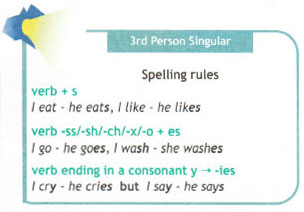 3rd Person Singular
Spelling rules
verb + s
I eat - he eats, I like - he likes
verb -ss/-sh/-ch/-x/-o + es
I go - he goes, I wash - she washes
verb ending in a consonant y → -ies
I cry - he cries but I say - he says